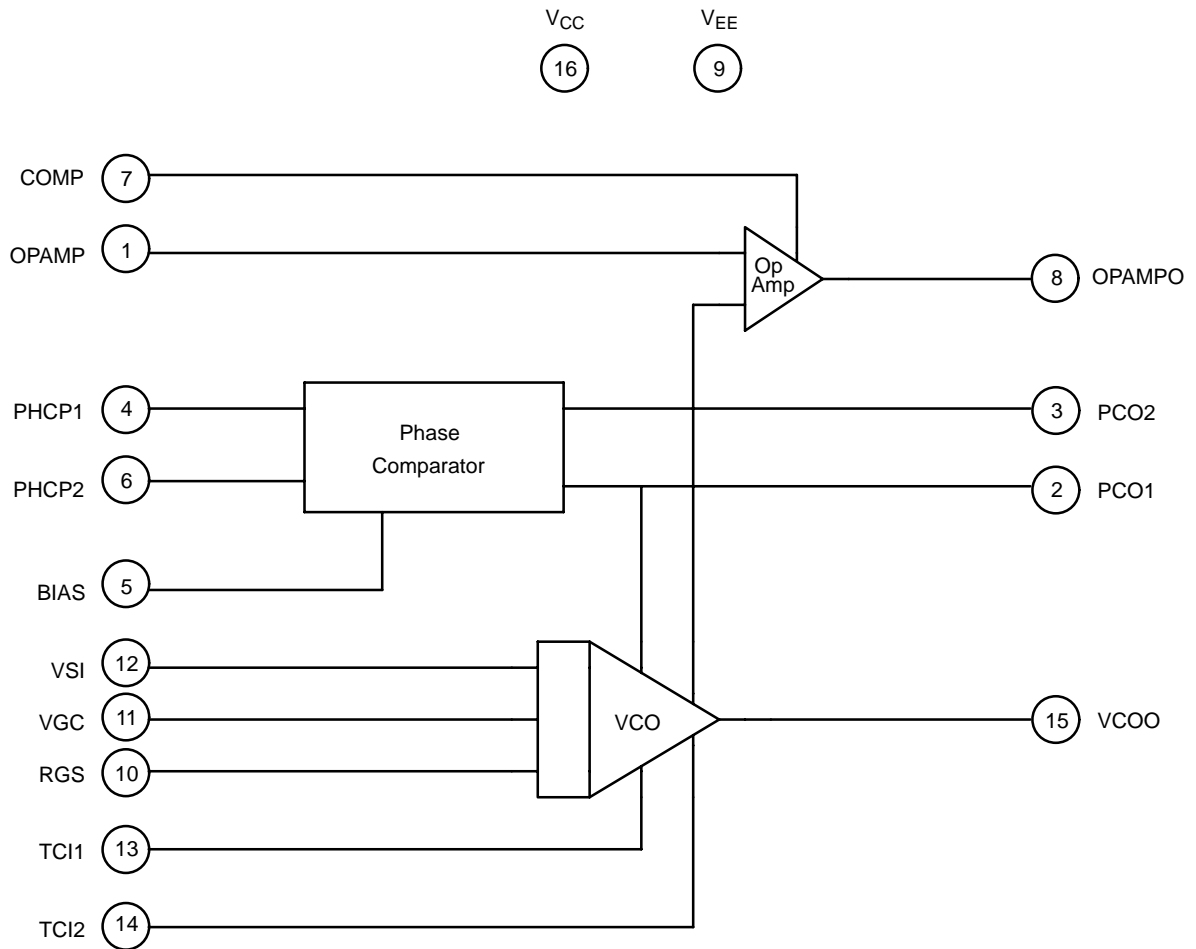 VCC
VEE
16
9
COMP
7
OPAMP
1
Op
Amp
8
OPAMPO
PHCP1
4
Phase
Comparator
3
PCO2
PHCP2
6
2
PCO1
BIAS
5
VSI
12
VGC
11
VCO
15
VCOO
RGS
10
TCI1
13
TCI2
14